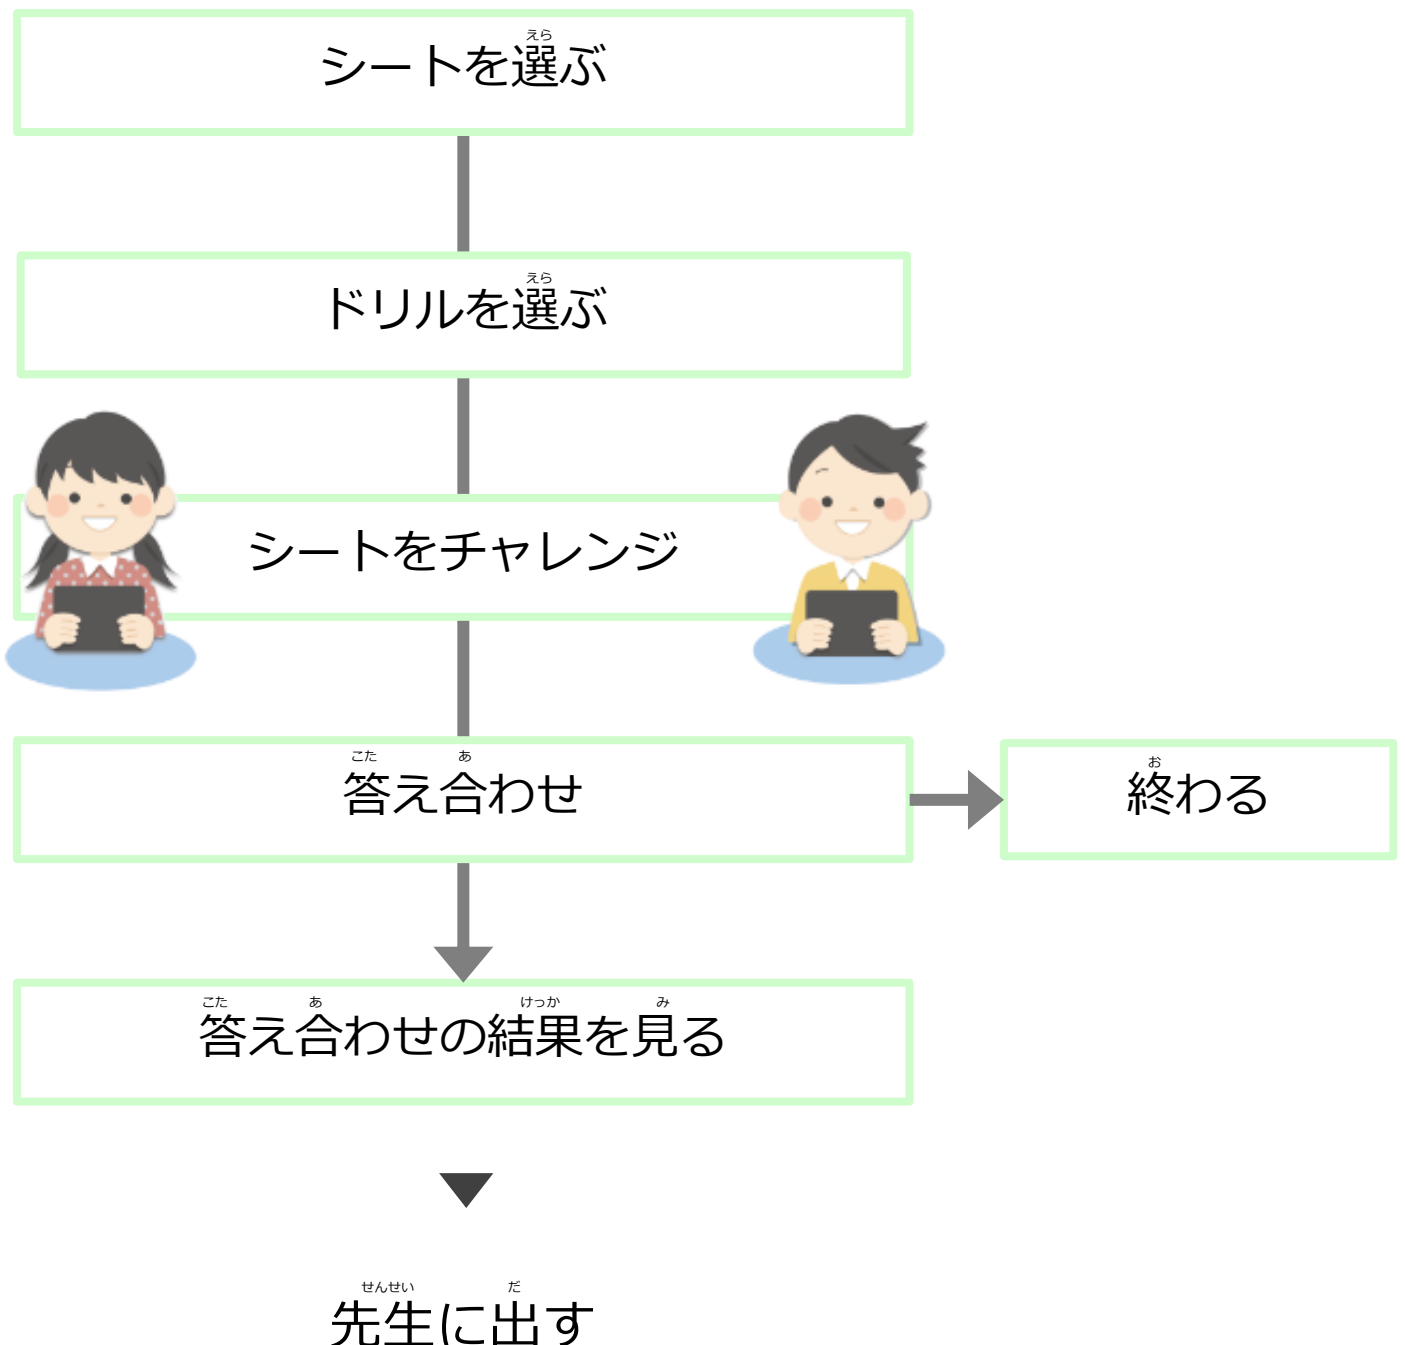 えら
シートを選ぶ
えら
ドリルを選ぶ
シートをチャレンジ
こた あ
答え合わせ
お
終わる
こた あ けっか み
答え合わせの結果を見る
せんせい だ
先生に出す